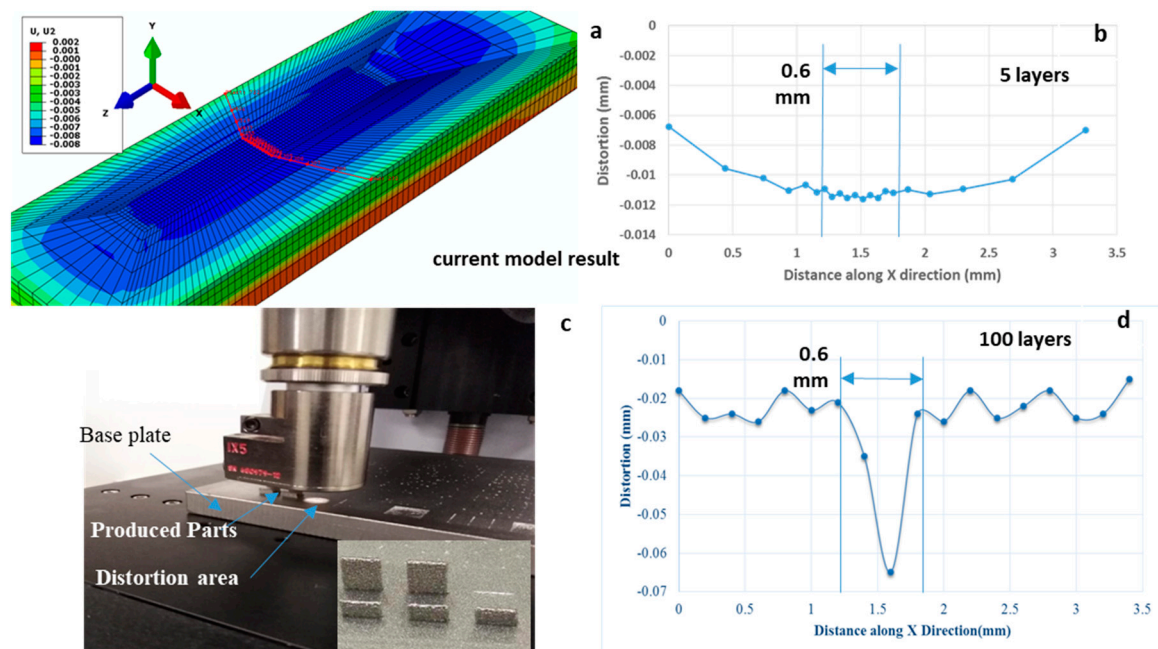 U, U2
0.002
0.001
-0.000
-0.001
-0.002
-0.003
-0.004
-0.005
-0.006
-0.007
-0.008
-0.008
Y
Z
X
a
current model result
b
0
-0.002
-0.004
-0.006
-0.008
-0.01
-0.012
-0.014
Distortion (mm)
0.6
mm
5 layers
0 0.5 1 1.5 2 2.5 3 3.5
Distance along X direction (mm)
c
Base plate
1X5
Produced Parts
Distortion area
d
0
-0.01
-0.02
-0.03
-0.04
-0.05
-0.06
-0.07
Distortion (mm)
0.6
mm
100 layers
0 0.5 1 1.5 2 2.5 3 3.5
Distance along X Direction(mm)